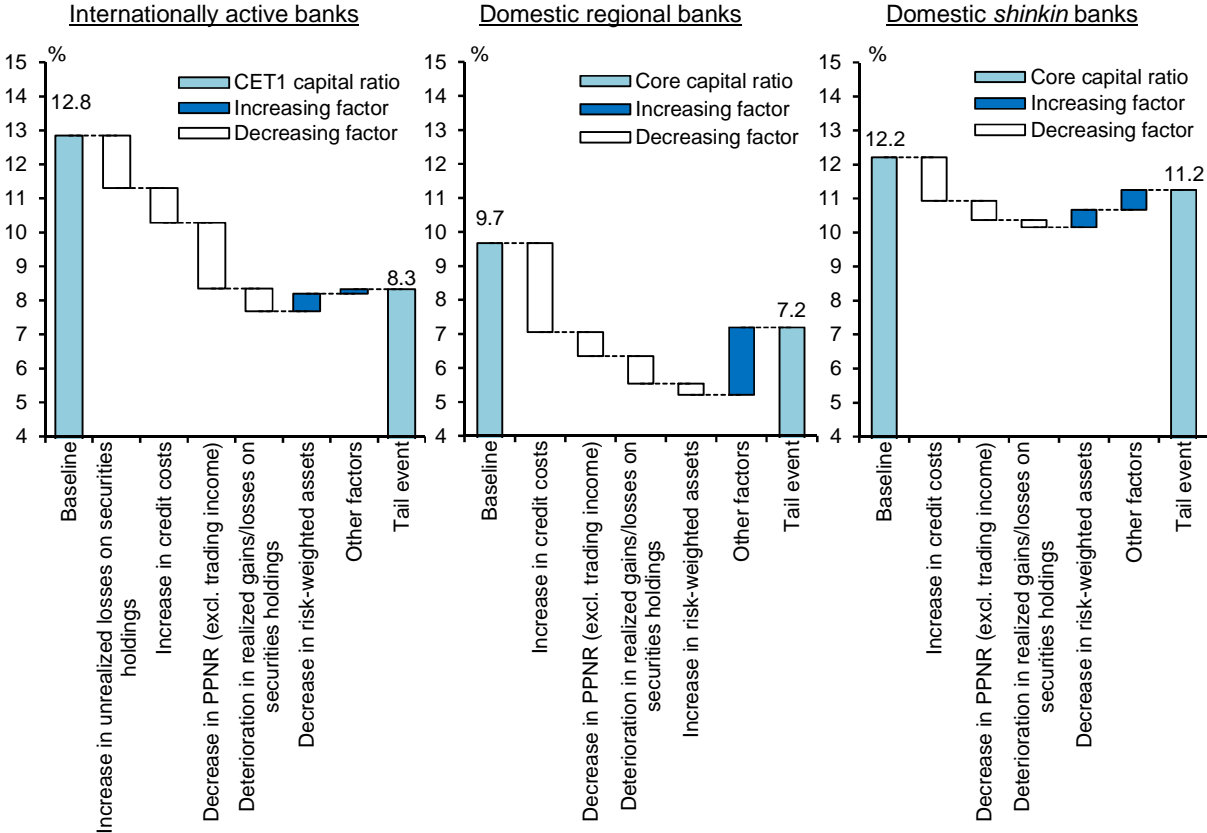 Internationally active banks
%
15
14
13
12
11
10
9
8
7
6
5
4
CET1 capital ratio
Increasing factor
Decreasing factor
12.8
8.3
Baseline
Increase in unrealized losses on securities
holdings
Increase in credit costs
Decrease in PPNR (excl. trading income)
Deterioration in realized gains/losses on
securities holdings
Decrease in risk-weighted assets
Other factors
Tail event
Domestic regional banks
%
15
14
13
12
11
10
9
8
7
6
5
4
Core capital ratio
Increasing factor
Decreasing factor
9.7
7.2
Baseline
Increase in credit costs
Decrease in PPNR (excl. trading income)
Deterioration in realized gains/losses on
securities holdings
Increase in risk-weighted assets
Other factors
Tail event
Domestic shinkin banks
%
15
14
13
12
11
10
9
8
7
6
5
4
Core capital ratio
Increasing factor
Decreasing factor
12.2
11.2
Baseline
Increase in credit costs
Decrease in PPNR (excl. trading income)
Deterioration in realized gains/losses on
securities holdings
Decrease in risk-weighted assets
Other factors
Tail event